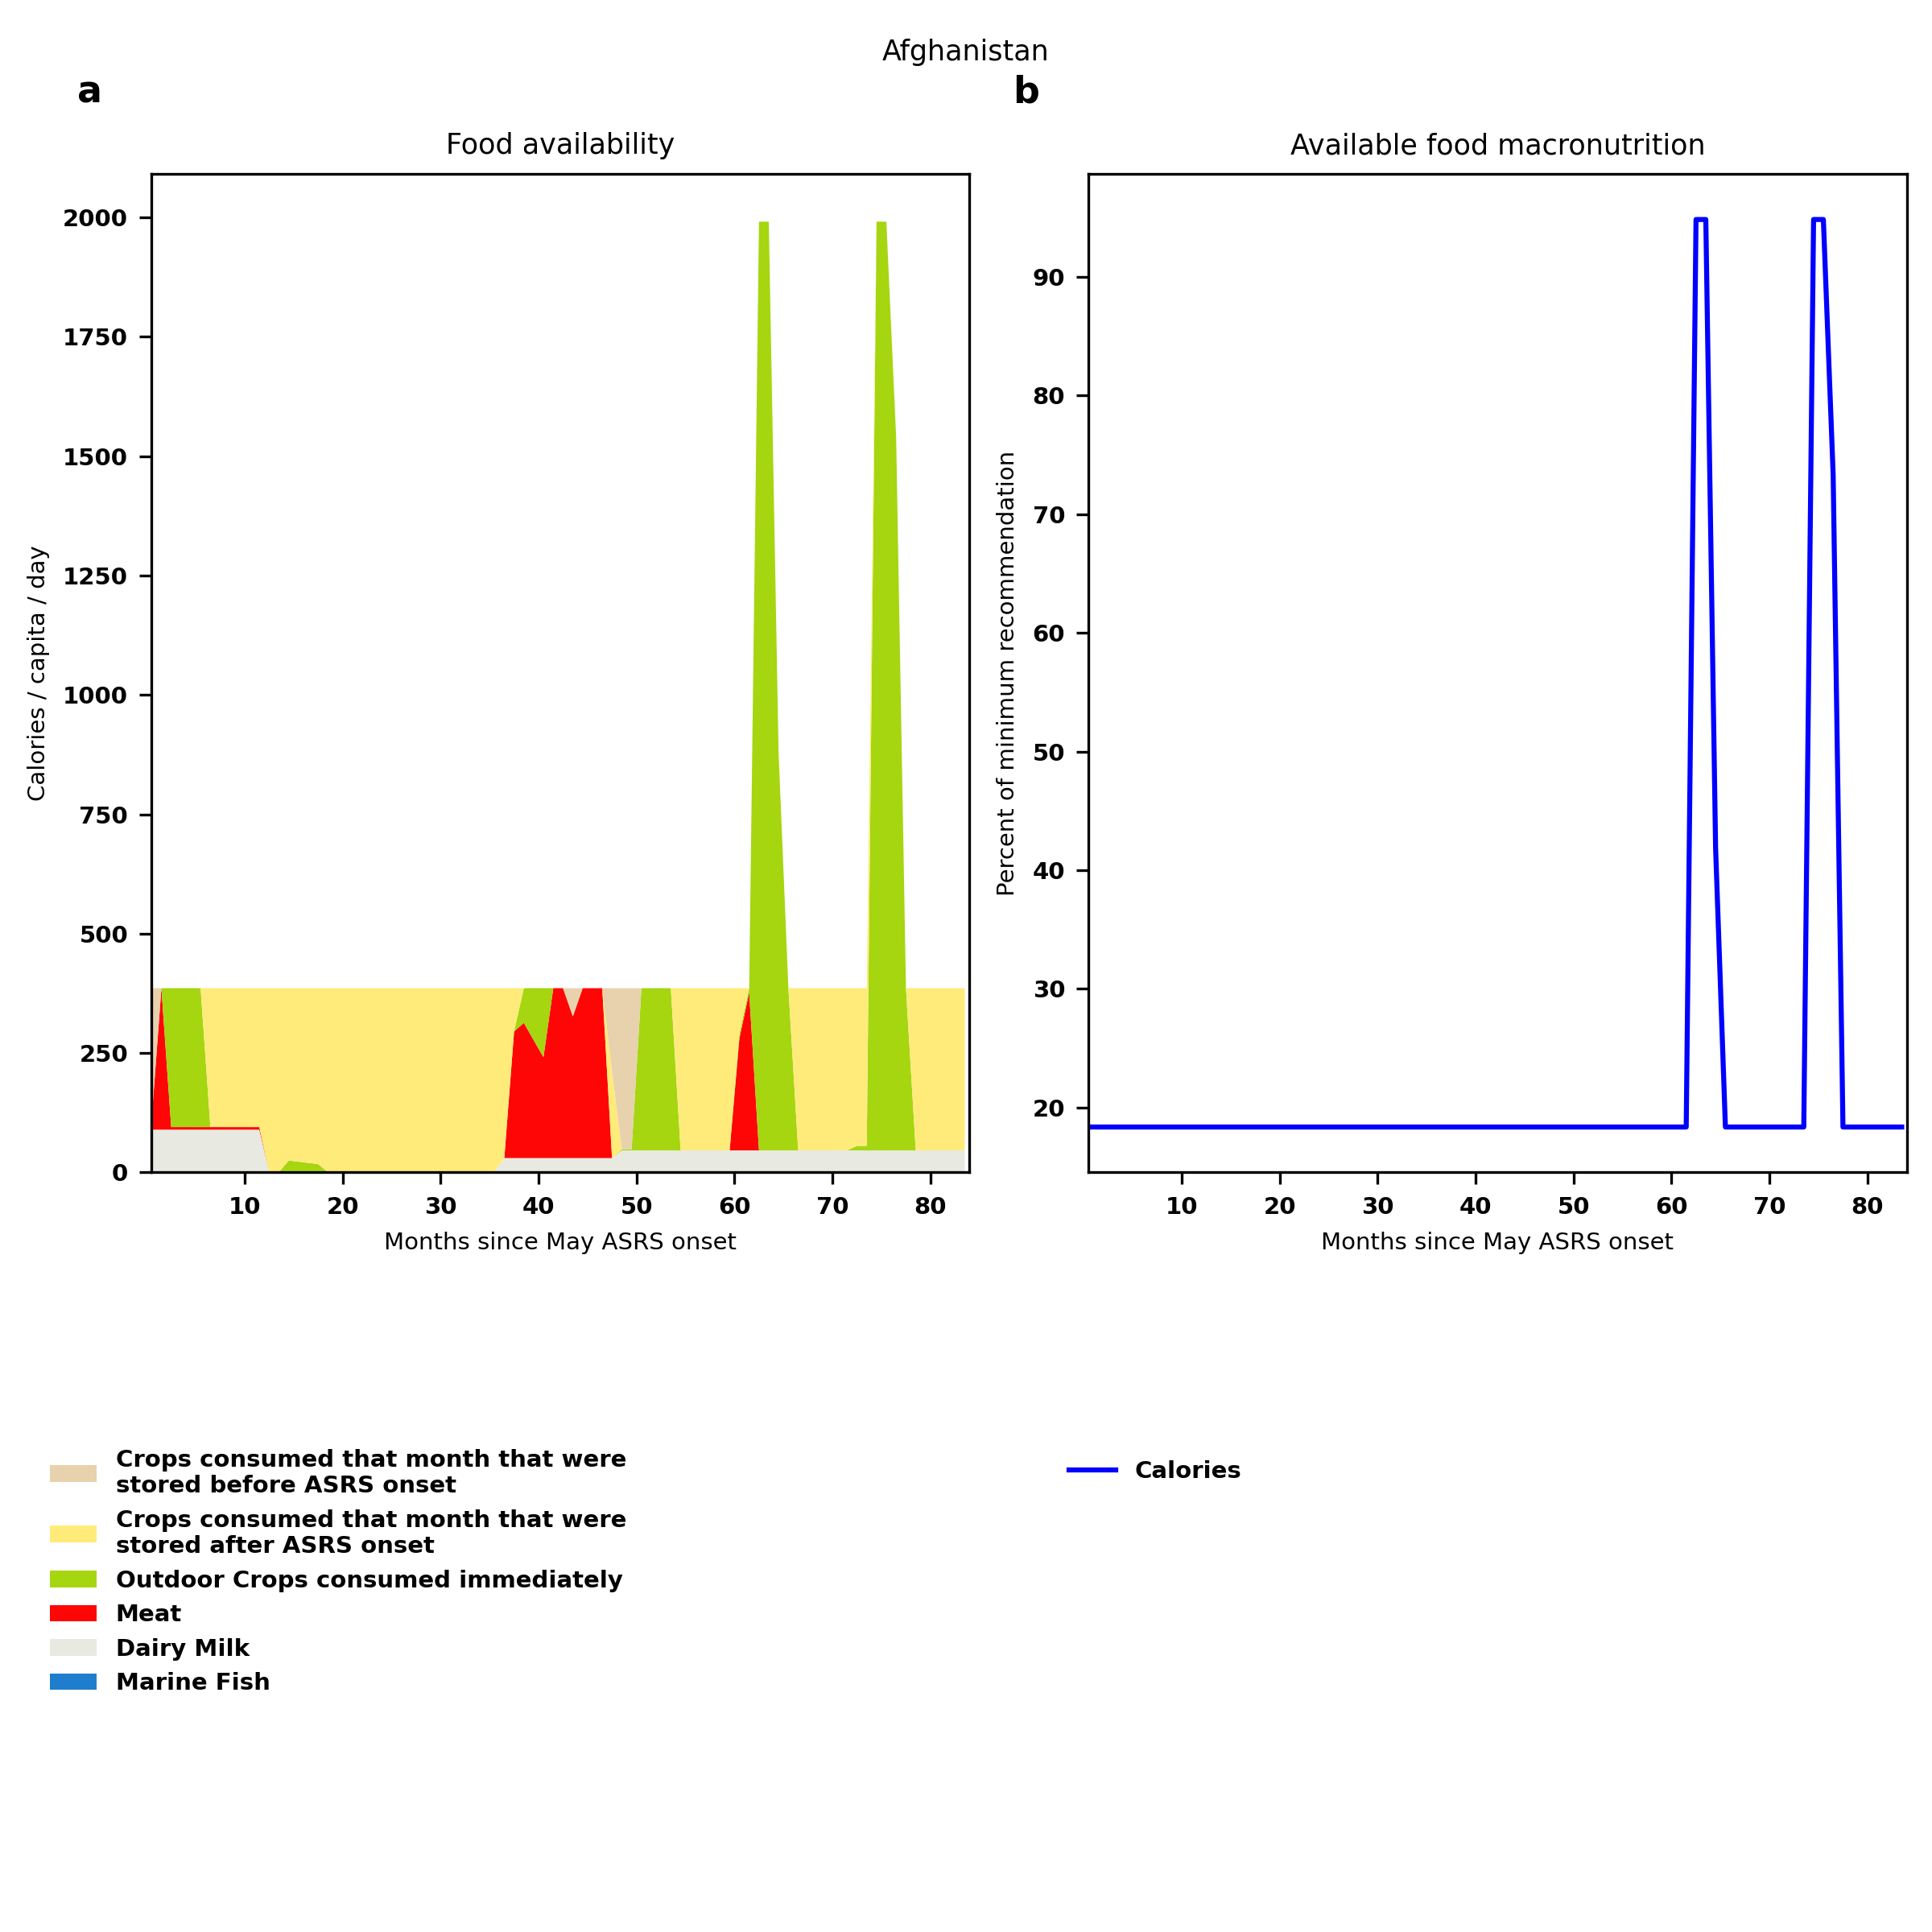 Afghanistan
a
Food availability
2000
1750
1500
1250
1000
750
500
250
0
Calories / capita / day
10 20 30 40 50 60 70 80
Months since May ASRS onset
b
Available food macronutrition
90
80
70
60
50
40
30
20
Percent of minimum recommendation
10 20 30 40 50 60 70 80
Months since May ASRS onset
Crops consumed that month that were
stored before ASRS onset
Crops consumed that month that were
stored after ASRS onset
Outdoor Crops consumed immediately
Meat
Dairy Milk
Marine Fish
Calories